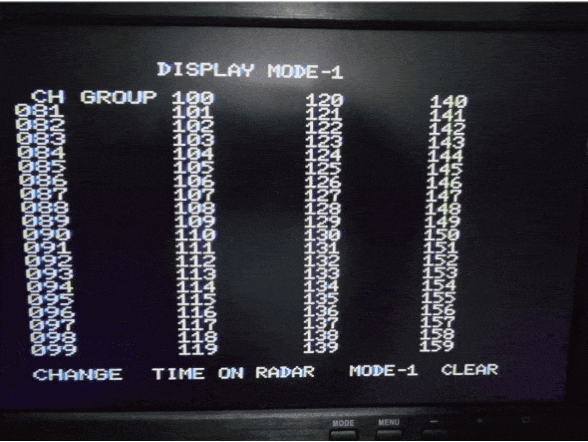 DISPLAY MODE-1
CH GROUP 100 120 140
081 101 121 141
082 102 122 142
083 103 123 143
084 104 124 144
085 105 125 145
086 106 126 146
087 107 127 147
088 108 128 148
089 109 129 149
090 110 130 150
091 111 131 151
092 112 132 152
093 113 133 153
094 114 134 154
095 115 135 155
096 116 136 156
097 117 137 157
098 118 138 158
099 119 139 159
CHANGE TIME ON RADAR MODE-1 CLEAR
MODE MENU